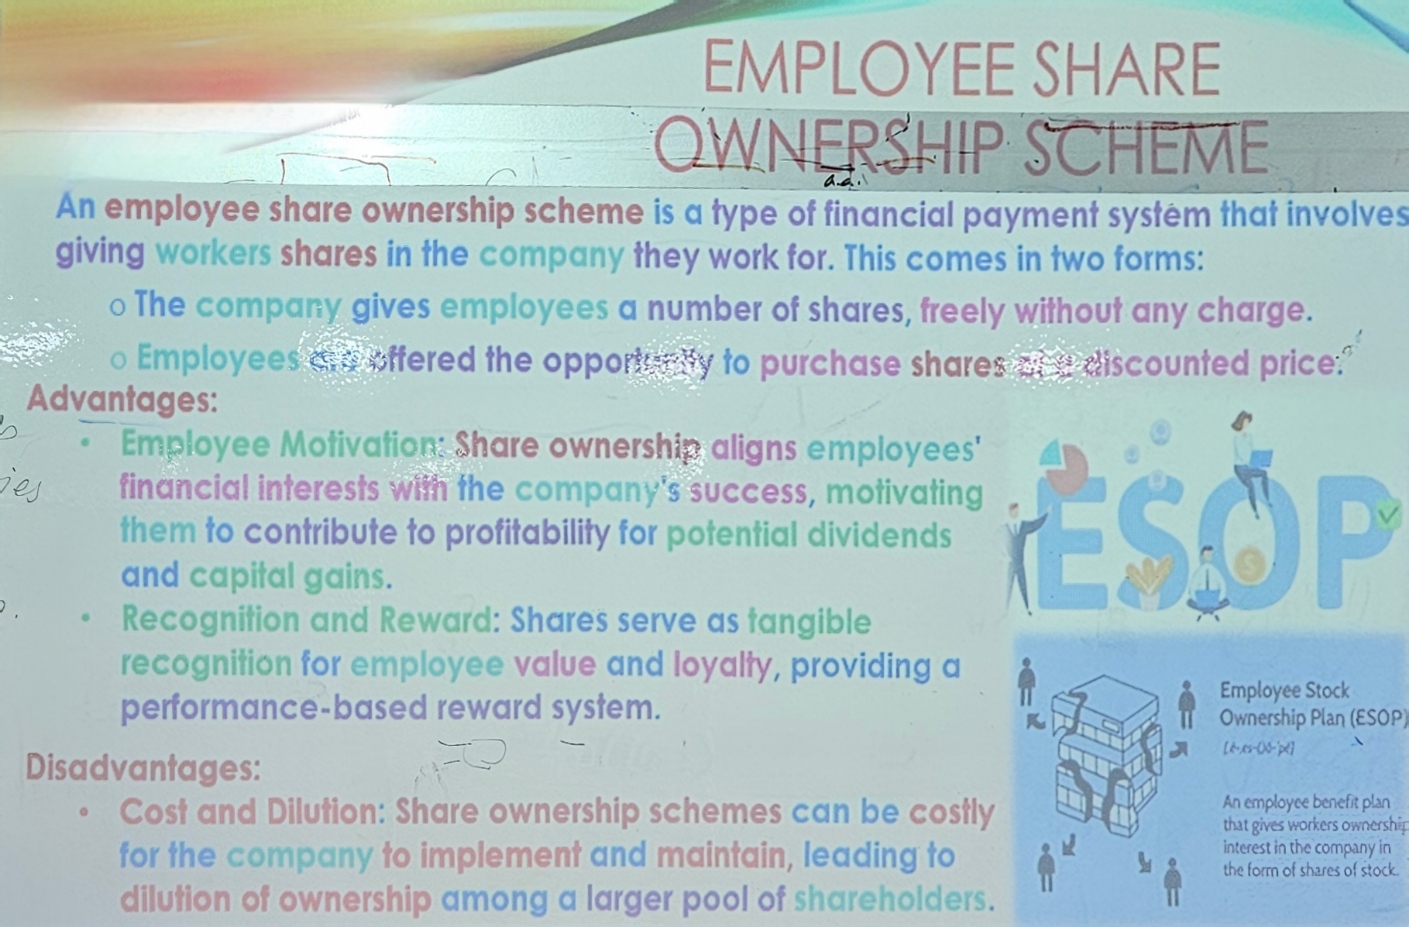 EMPLOYEE SHARE
OWNERSHIP SCHEME
An employee share ownership scheme is a type of financial payment system that involves
giving workers shares in the company they work for. This comes in two forms:
o The company gives employees a number of shares, freely without any charge.
o Employees are offered the opportunity to purchase shares at a discounted price.
Advantages:
• Employee Motivation: Share ownership aligns employees'
financial interests with the company's success, motivating
them to contribute to profitability for potential dividends
and capital gains.
• Recognition and Reward: Shares serve as tangible
recognition for employee value and loyalty, providing a
performance-based reward system.
Disadvantages:
• Cost and Dilution: Share ownership schemes can be costly
for the company to implement and maintain, leading to
dilution of ownership among a larger pool of shareholders.
ESOP
Employee Stock
Ownership Plan (ESOP)
An employee benefit plan
that gives workers ownership
interest in the company in
the form of shares of stock.